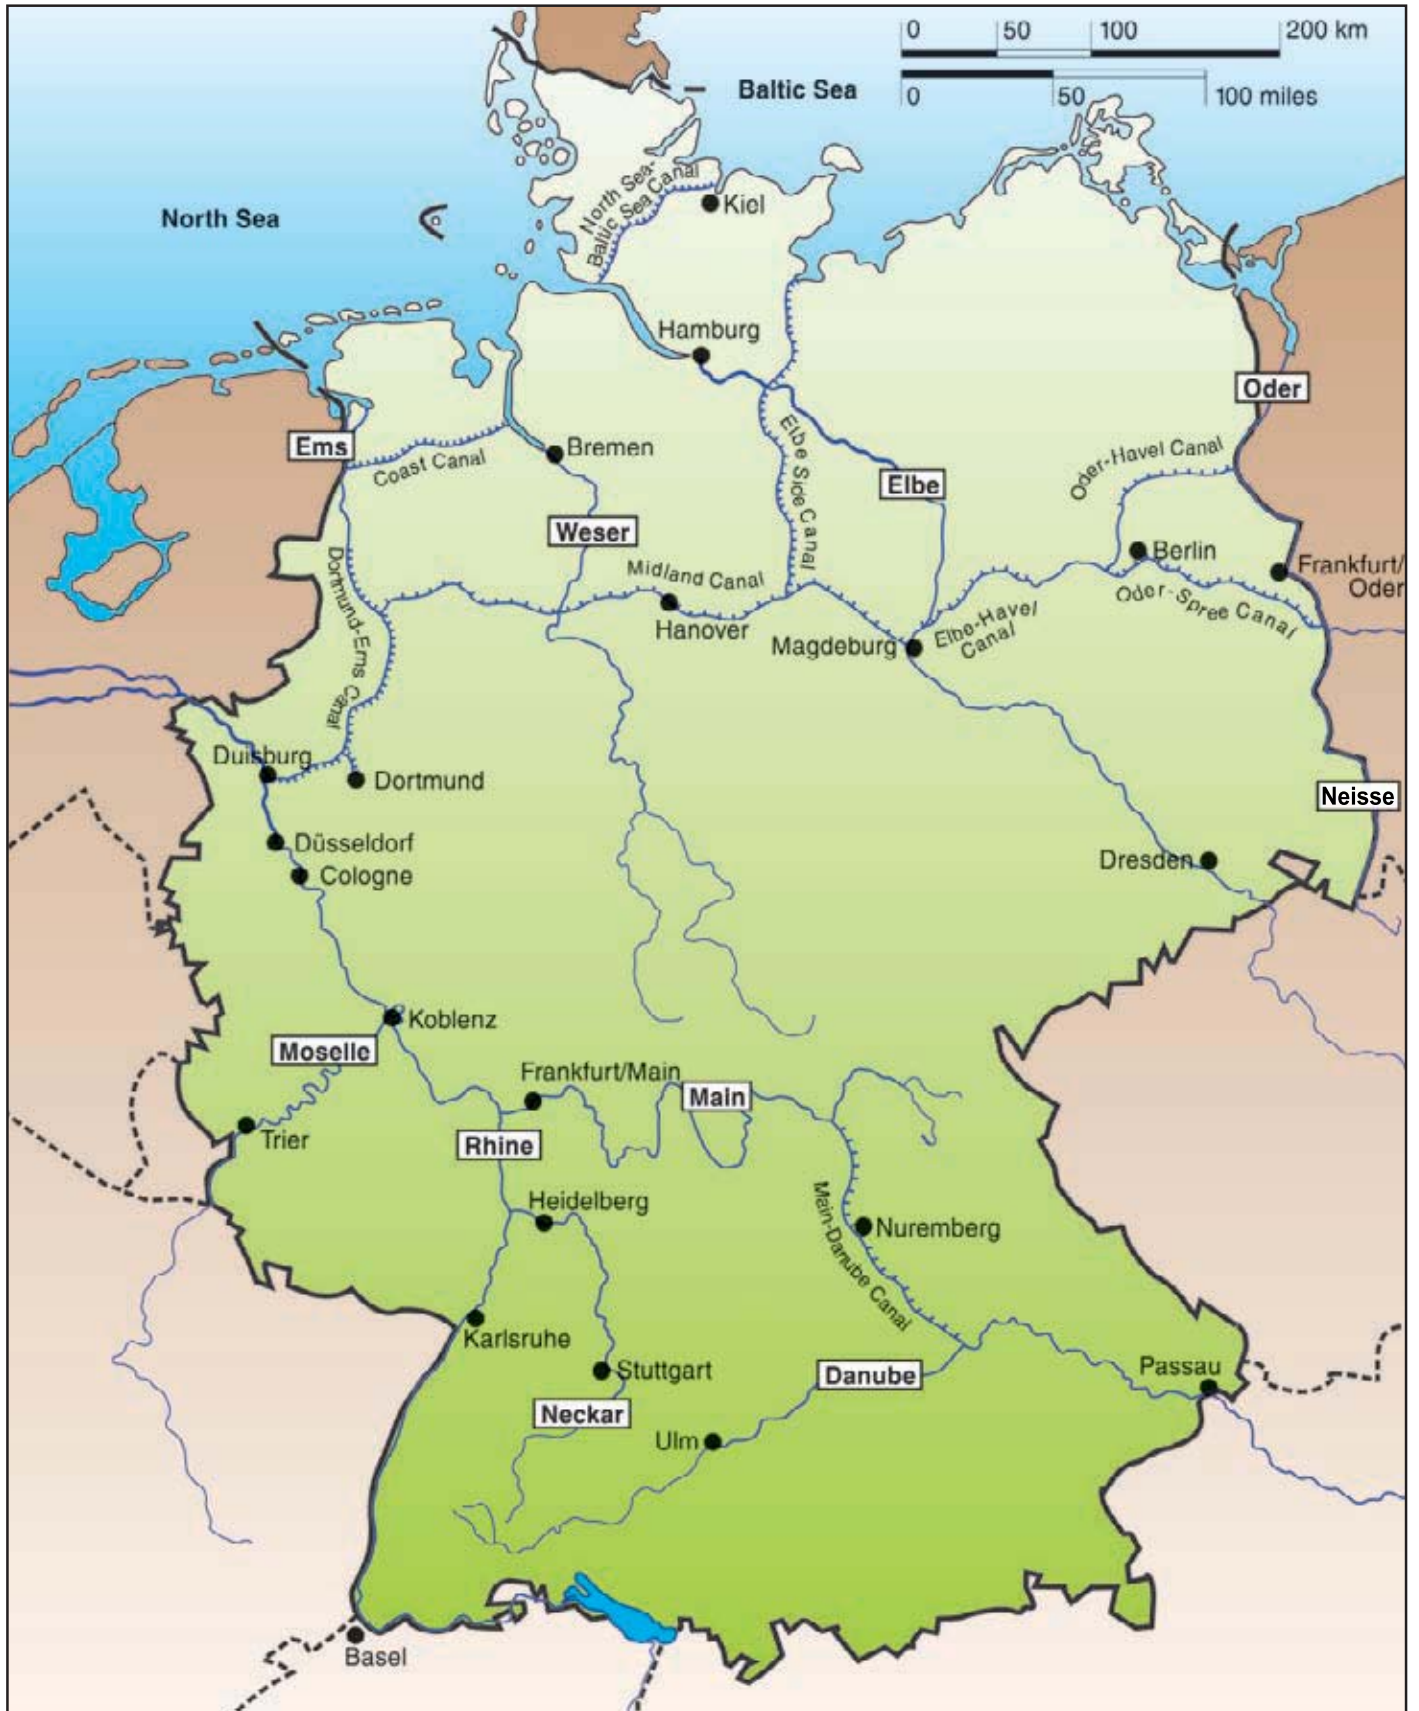 0 50 100 200 km
Baltic Sea
0 50 100 miles
North Sea-
Baltic Sea Canal
Kiel
North Sea
Hamburg
Oder
Ems
Coast Canal
Bremen
Elbe Side Canal
Elbe
Oder-Havel Canal
Weser
Berlin
Frankfurt/
Oder
Dortmund-Ems Canal
Midland Canal
Hanover
Magdeburg
Elbe-Havel
Canal
Oder-Spree Canal
Duisburg
Dortmund
Neisse
Düsseldorf
Cologne
Dresden
Koblenz
Moselle
Frankfurt/Main
Main
Trier
Rhine
Heidelberg
Main-Danube Canal
Nuremberg
Karlsruhe
Stuttgart
Danube
Passau
Neckar
Ulm
Basel